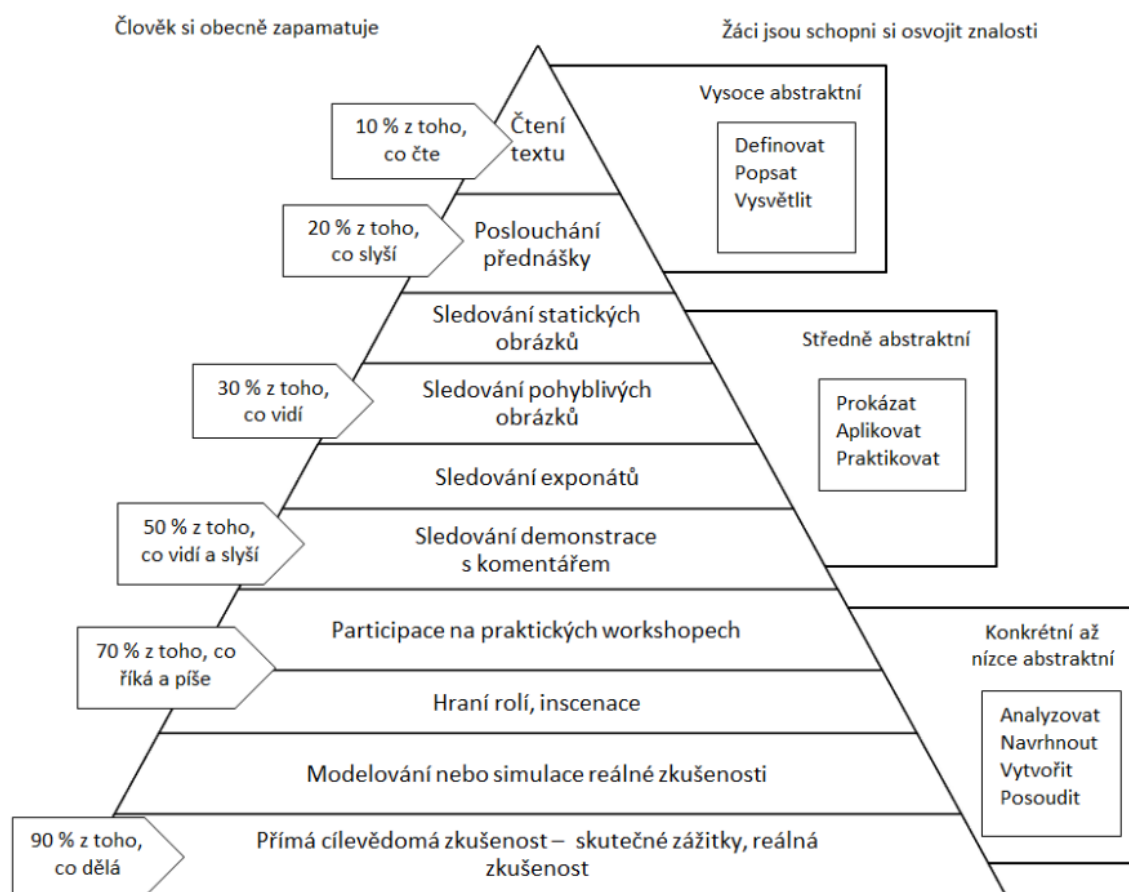 Člověk si obecně zapamatuje
Žáci jsou schopni si osvojit znalosti
10 % z toho,
co čte
Čtení
textu
Vysoce abstraktní
Definovat
Popsat
Vysvětlit
20 % z toho,
co slyší
Poslouchání
přednášky
Sledování statických
obrázků
Středně abstraktní
30 % z toho,
co vidí
Sledování pohyblivých
obrázků
Prokázat
Aplikovat
Praktikovat
Sledování exponátů
50 % z toho,
co vidí a slyší
Sledování demonstrace
s komentářem
Participace na praktických workshopech
Konkrétní až
nízce abstraktní
70 % z toho, co
říká a píše
Hraní rolí, inscenace
Analyzovat
Navrhnout
Vytvořit
Posoudit
Modelování nebo simulace reálné zkušenosti
90 % z toho,
co dělá
Přímá cílevědomá zkušenost – skutečné zážitky, reálná
zkušenost